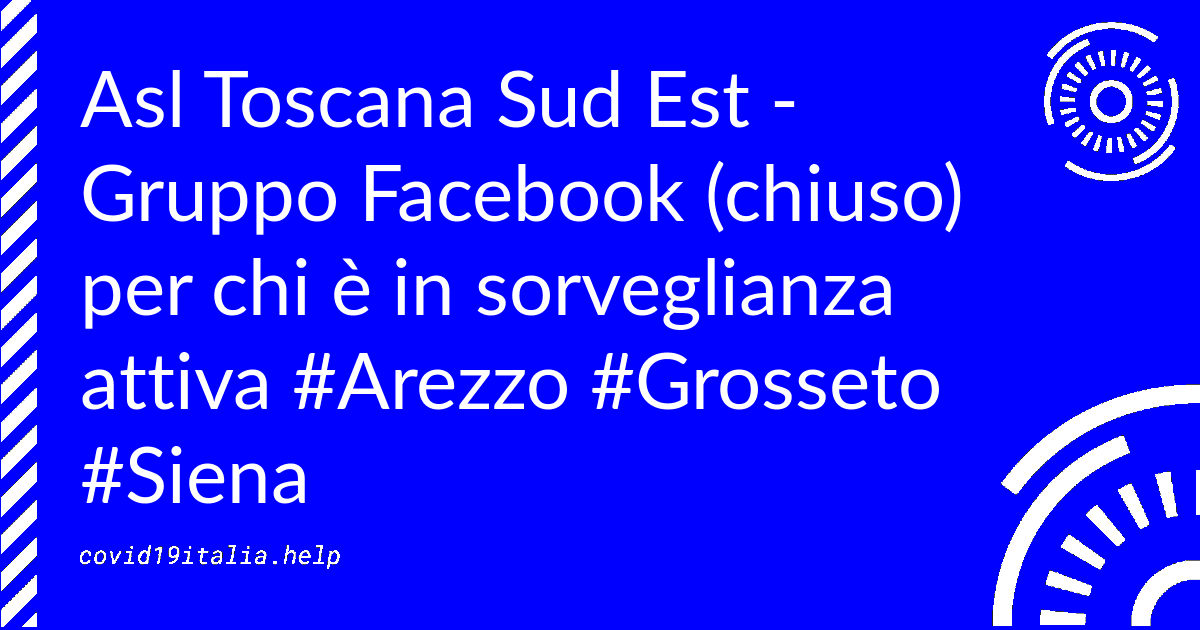 Asl Toscana Sud Est -
Gruppo Facebook (chiuso)
per chi è in sorveglianza
attiva #Arezzo #Grosseto
#Siena
covid19italia.help